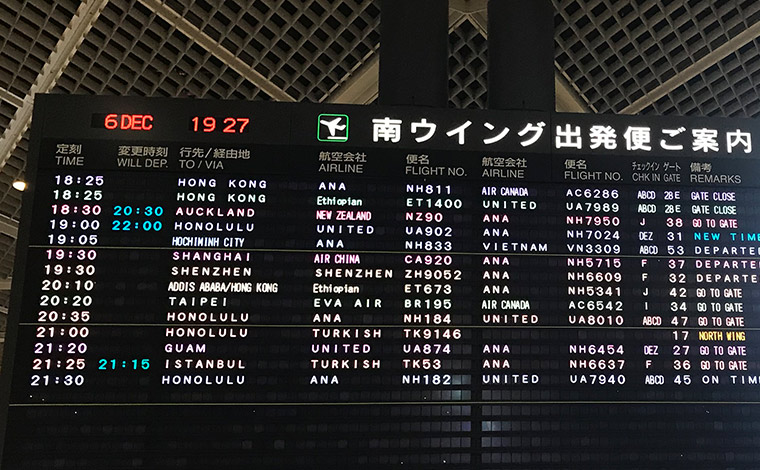 6 DEC 19 27 南ウイング出発便ご案内
定刻 変更時刻 行先/経由地 航空会社 便名 航空会社 便名 チェックイン ゲート 備考
TIME WILL DEP. TO / VIA AIRLINE FLIGHT NO. AIRLINE FLIGHT NO. CHK IN GATE REMARKS
18:25 HONG KONG ANA NH811 AIR CANADA AC6286 ABCD 28E GATE CLOSE
18:25 HONG KONG Ethiopian ET1400 UNITED UA7989 ABCD 28E GATE CLOSE
18:30 20:30 AUCKLAND NEW ZEALAND NZ90 ANA NH7950 J 38 GO TO GATE
19:00 22:00 HONOLULU UNITED UA902 ANA NH7024 DEZ 31 NEW TIME
19:05 HOCHIMINH CITY ANA NH833 VIETNAM VN3309 ABCD 53 DEPARTE
19:30 SHANGHAI AIR CHINA CA920 ANA NH5715 F 37 DEPARTE
19:30 SHENZHEN SHENZHEN ZH9052 ANA NH6609 F 32 DEPARTE
20:10 ADDIS ABABA/HONG KONG Ethiopian ET673 ANA NH5341 J 42 GO TO GATE
20:20 TAIPEI EVA AIR BR195 AIR CANADA AC6542 I 34 GO TO GATE
20:35 HONOLULU ANA NH184 UNITED UA8010 ABCD 47 GO TO GATE
21:00 HONOLULU TURKISH TK9146 17 NORTH WING
21:20 GUAM UNITED UA874 ANA NH6454 DEZ 27 GO TO GATE
21:25 21:15 ISTANBUL TURKISH TK53 ANA NH6637 F 36 GO TO GATE
21:30 HONOLULU ANA NH182 UNITED UA7940 ABCD 45 ON TIM